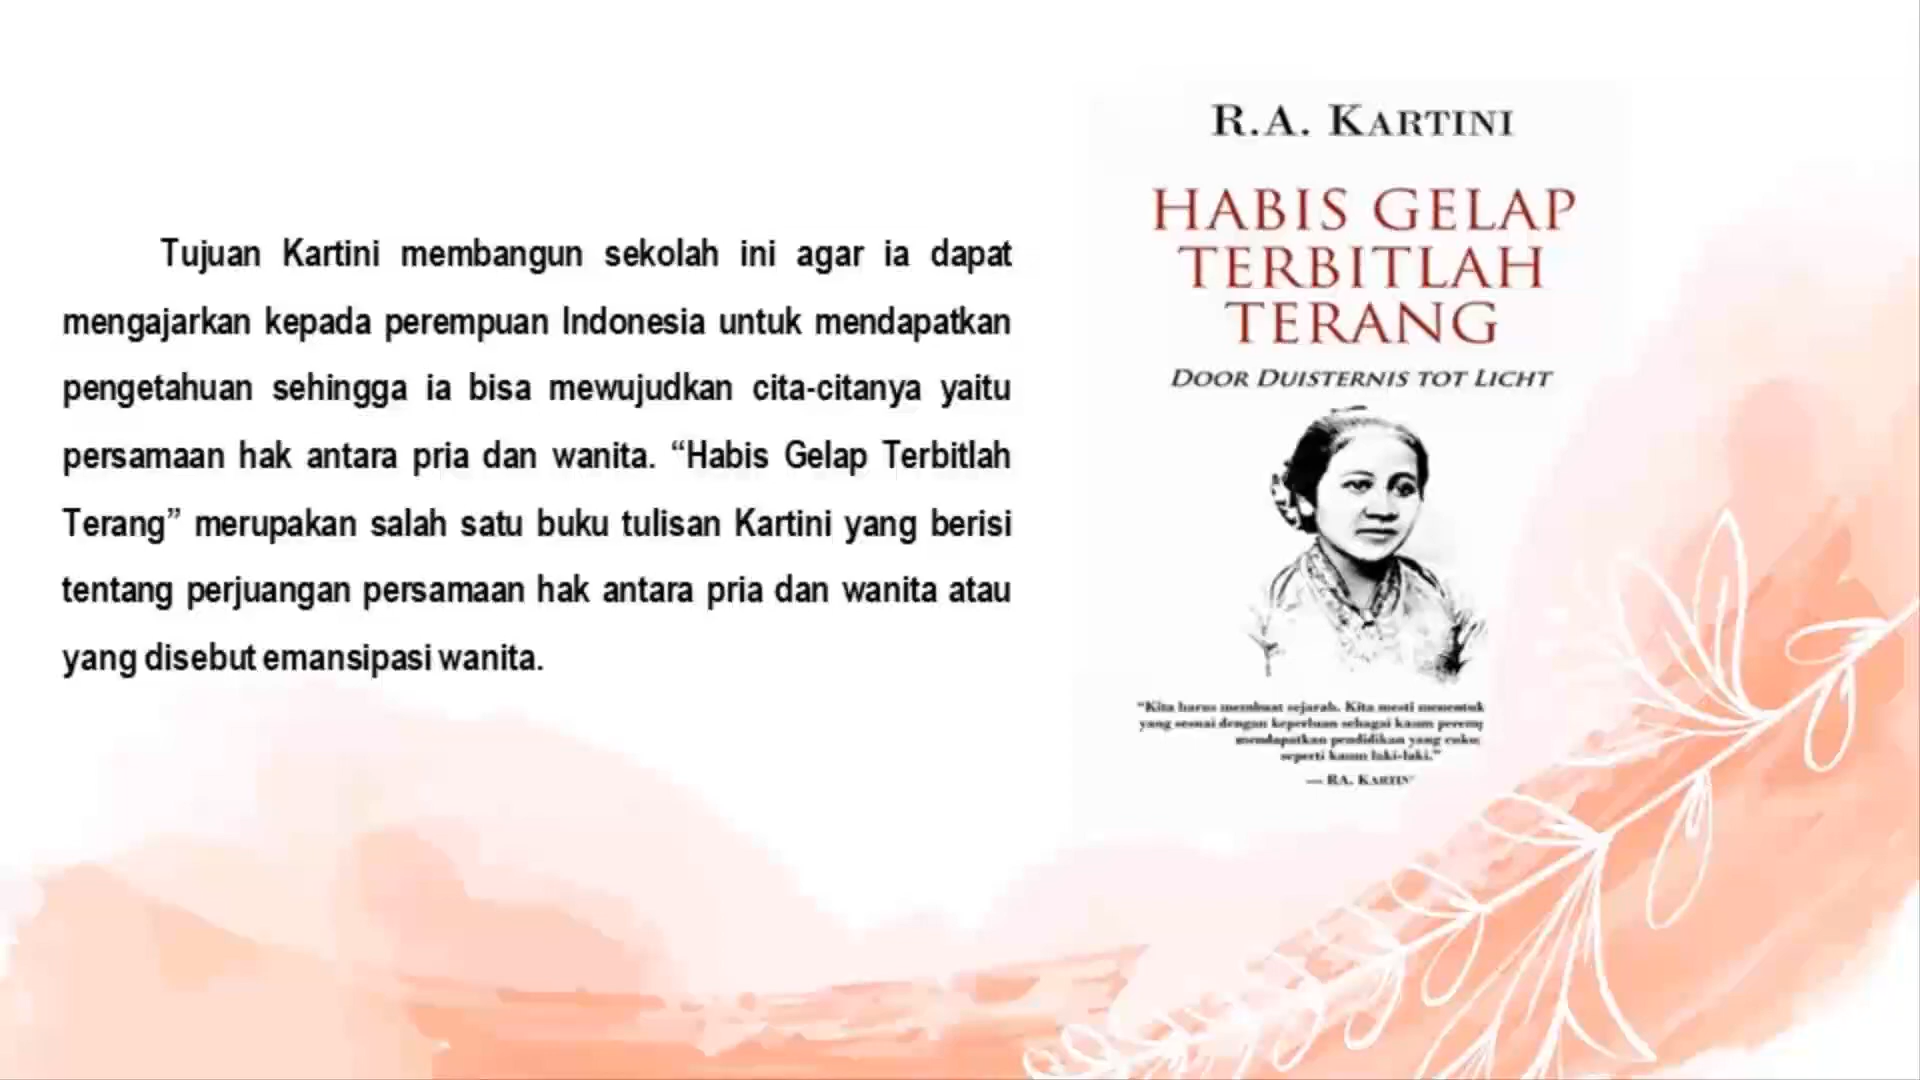 Tujuan Kartini membangun sekolah ini agar ia dapat
mengajarkan kepada perempuan Indonesia untuk mendapatkan
pengetahuan sehingga ia bisa mewujudkan cita-citanya yaitu
persamaan hak antara pria dan wanita. “Habis Gelap Terbitlah
Terang” merupakan salah satu buku tulisan Kartini yang berisi
tentang perjuangan persamaan hak antara pria dan wanita atau
yang disebut emansipasi wanita.
R.A. KARTINI
HABIS GELAP
TERBITLAH
TERANG
DOOR DUISTERNIS TOT LICHT
“Kita harus membuat sejarah. Kita mesti menentuk
yang sesuai dengan keperluan sebagai kaum
mendapatkan pendidikan yang
seperti kaum laki-laki.”
— RA. KARTIN